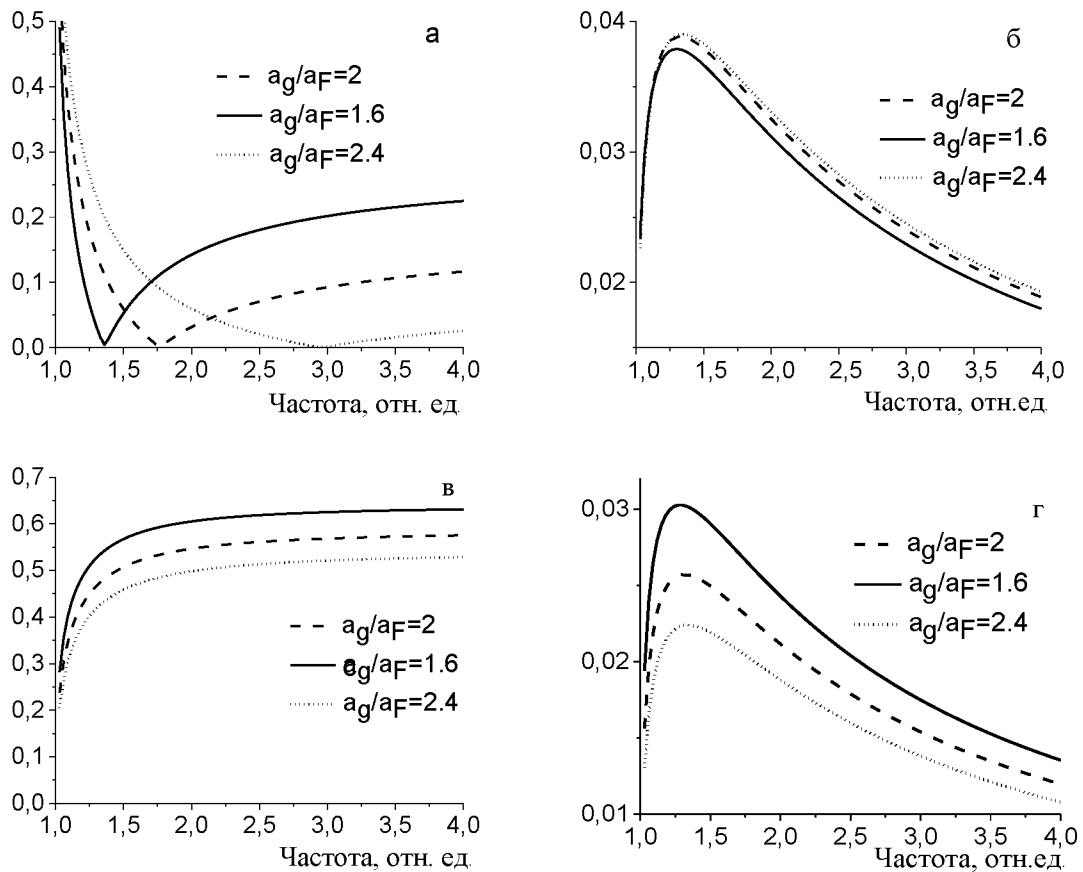 а
0,5
0,4
0,3
0,2
0,1
0,0
a_g/a_F=2
a_g/a_F=1.6
a_g/a_F=2.4
1,0 1,5 2,0 2,5 3,0 3,5 4,0
Частота, отн. ед.
б
0,04
0,03
0,02
a_g/a_F=2
a_g/a_F=1.6
a_g/a_F=2.4
1,0 1,5 2,0 2,5 3,0 3,5 4,0
Частота, отн.ед.
в
0,7
0,6
0,5
0,4
0,3
0,2
0,1
0,0
a_g/a_F=2
a_g/a_F=1.6
a_g/a_F=2.4
1,0 1,5 2,0 2,5 3,0 3,5 4,0
Частота, отн. ед.
г
0,03
0,02
0,01
a_g/a_F=2
a_g/a_F=1.6
a_g/a_F=2.4
1,0 1,5 2,0 2,5 3,0 3,5 4,0
Частота, отн.ед.